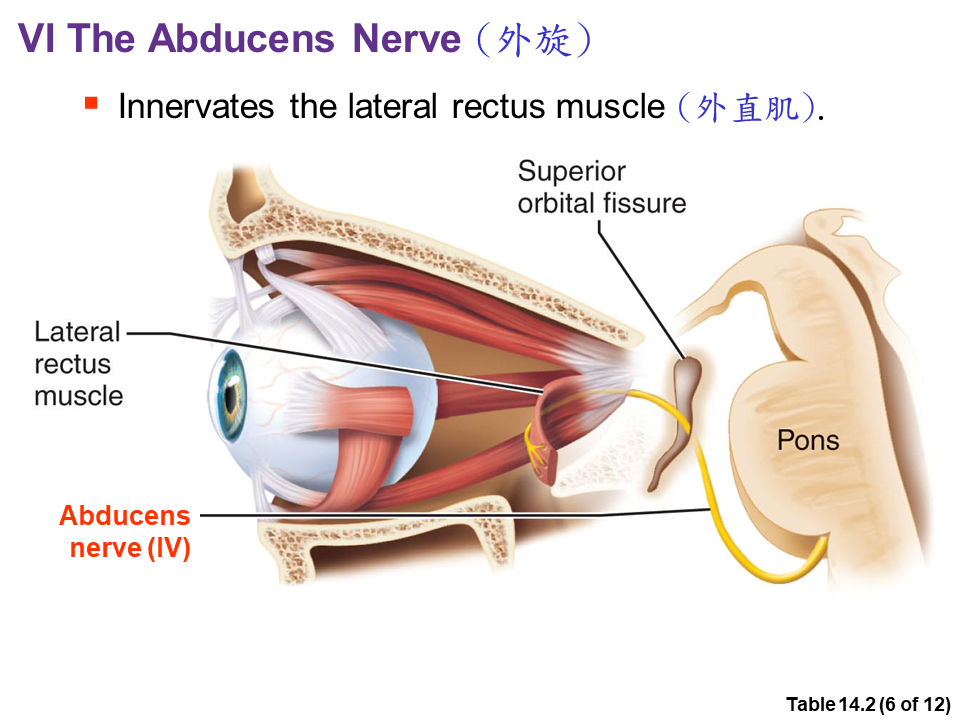 VI The Abducens Nerve (外旋)
Innervates the lateral rectus muscle (外直肌).
Superior
orbital fissure
Lateral
rectus
muscle
Pons
Abducens
nerve (IV)
Table 14.2 (6 of 12)